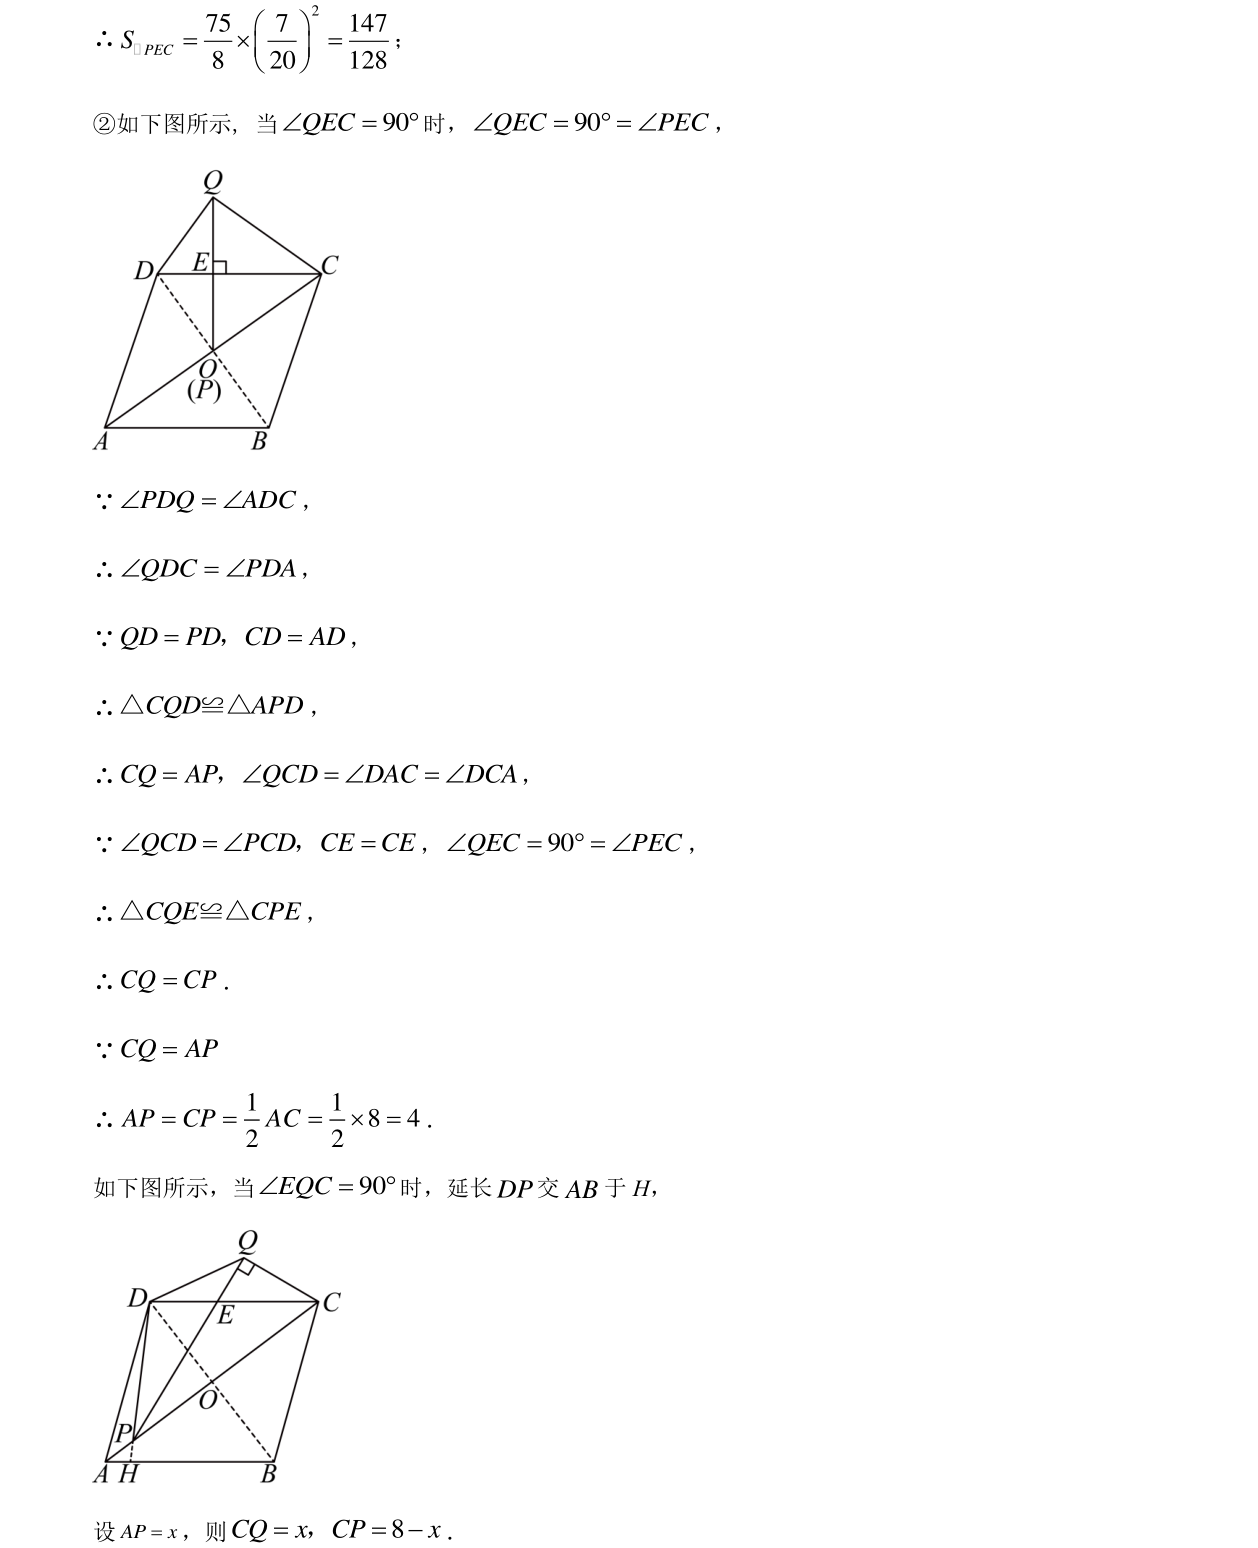 ∴ S□PEC = 75/8 × (7/20)² = 147/128；
②如下图所示，当∠QEC = 90°时，∠QEC = 90° = ∠PEC，
Q
D E C
O
(P)
A B
∵ ∠PDQ = ∠ADC，
∴ ∠QDC = ∠PDA，
∵ QD = PD，CD = AD，
∴ △CQD≌△APD，
∴ CQ = AP，∠QCD = ∠DAC = ∠DCA，
∵ ∠QCD = ∠PCD，CE = CE，∠QEC = 90° = ∠PEC，
∴ △CQE≌△CPE，
∴ CQ = CP．
∵ CQ = AP
∴ AP = CP = 1/2 AC = 1/2 × 8 = 4．
如下图所示，当∠EQC = 90°时，延长DP交AB于H，
Q
D E C
O
P
A H B
设AP = x，则CQ = x，CP = 8 − x．